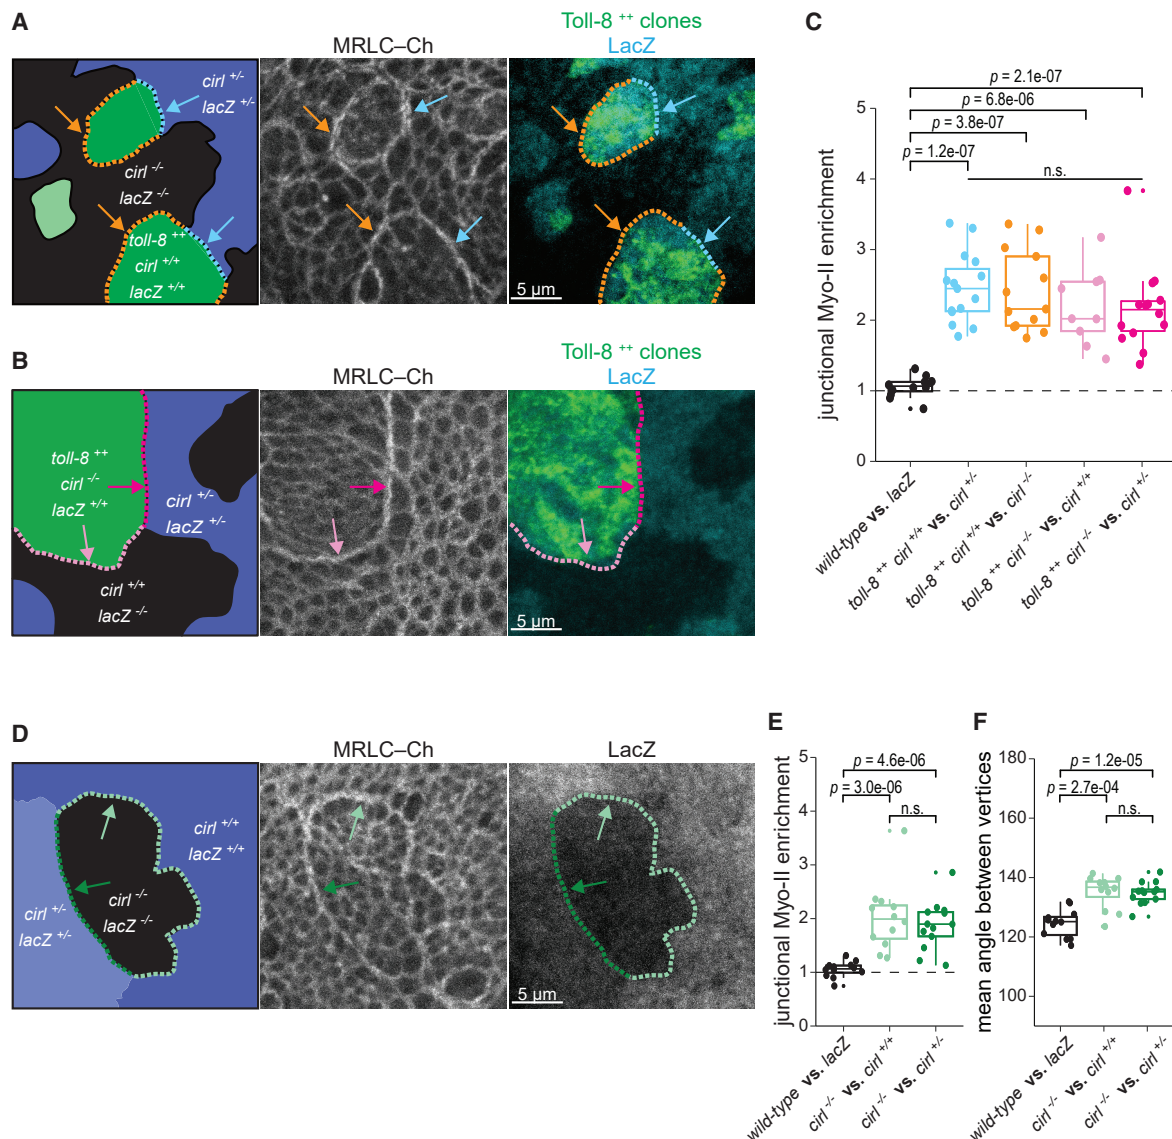 A
Toll-8 ++ clones
MRLC–Ch
LacZ
cirl +/-
lacZ +/-
cirl -/-
lacZ -/-
toll-8 ++
cirl +/+
lacZ +/+
5 µm
B
Toll-8 ++ clones
MRLC–Ch
LacZ
toll-8 ++
cirl -/-
lacZ +/+
cirl +/-
lacZ +/-
cirl +/+
lacZ -/-
5 µm
C
junctional Myo-II enrichment
p = 2.1e-07
p = 6.8e-06
p = 3.8e-07
p = 1.2e-07
n.s.
5
4
3
2
1
0
wild-type vs. lacZ
toll-8 ++ cirl +/+ vs. cirl +/-
toll-8 ++ cirl +/+ vs. cirl -/-
toll-8 ++ cirl -/- vs. cirl +/+
toll-8 ++ cirl -/- vs. cirl +/-
D
MRLC–Ch
LacZ
cirl +/+
lacZ +/+
cirl -/-
lacZ -/-
cirl +/-
lacZ +/-
5 µm
E
junctional Myo-II enrichment
p = 4.6e-06
p = 3.0e-06
n.s.
5
4
3
2
1
0
wild-type vs. lacZ
cirl -/- vs. cirl +/+
cirl -/- vs. cirl +/-
F
mean angle between vertices
p = 1.2e-05
p = 2.7e-04
n.s.
180
160
140
120
100
wild-type vs. lacZ
cirl -/- vs. cirl +/+
cirl -/- vs. cirl +/-